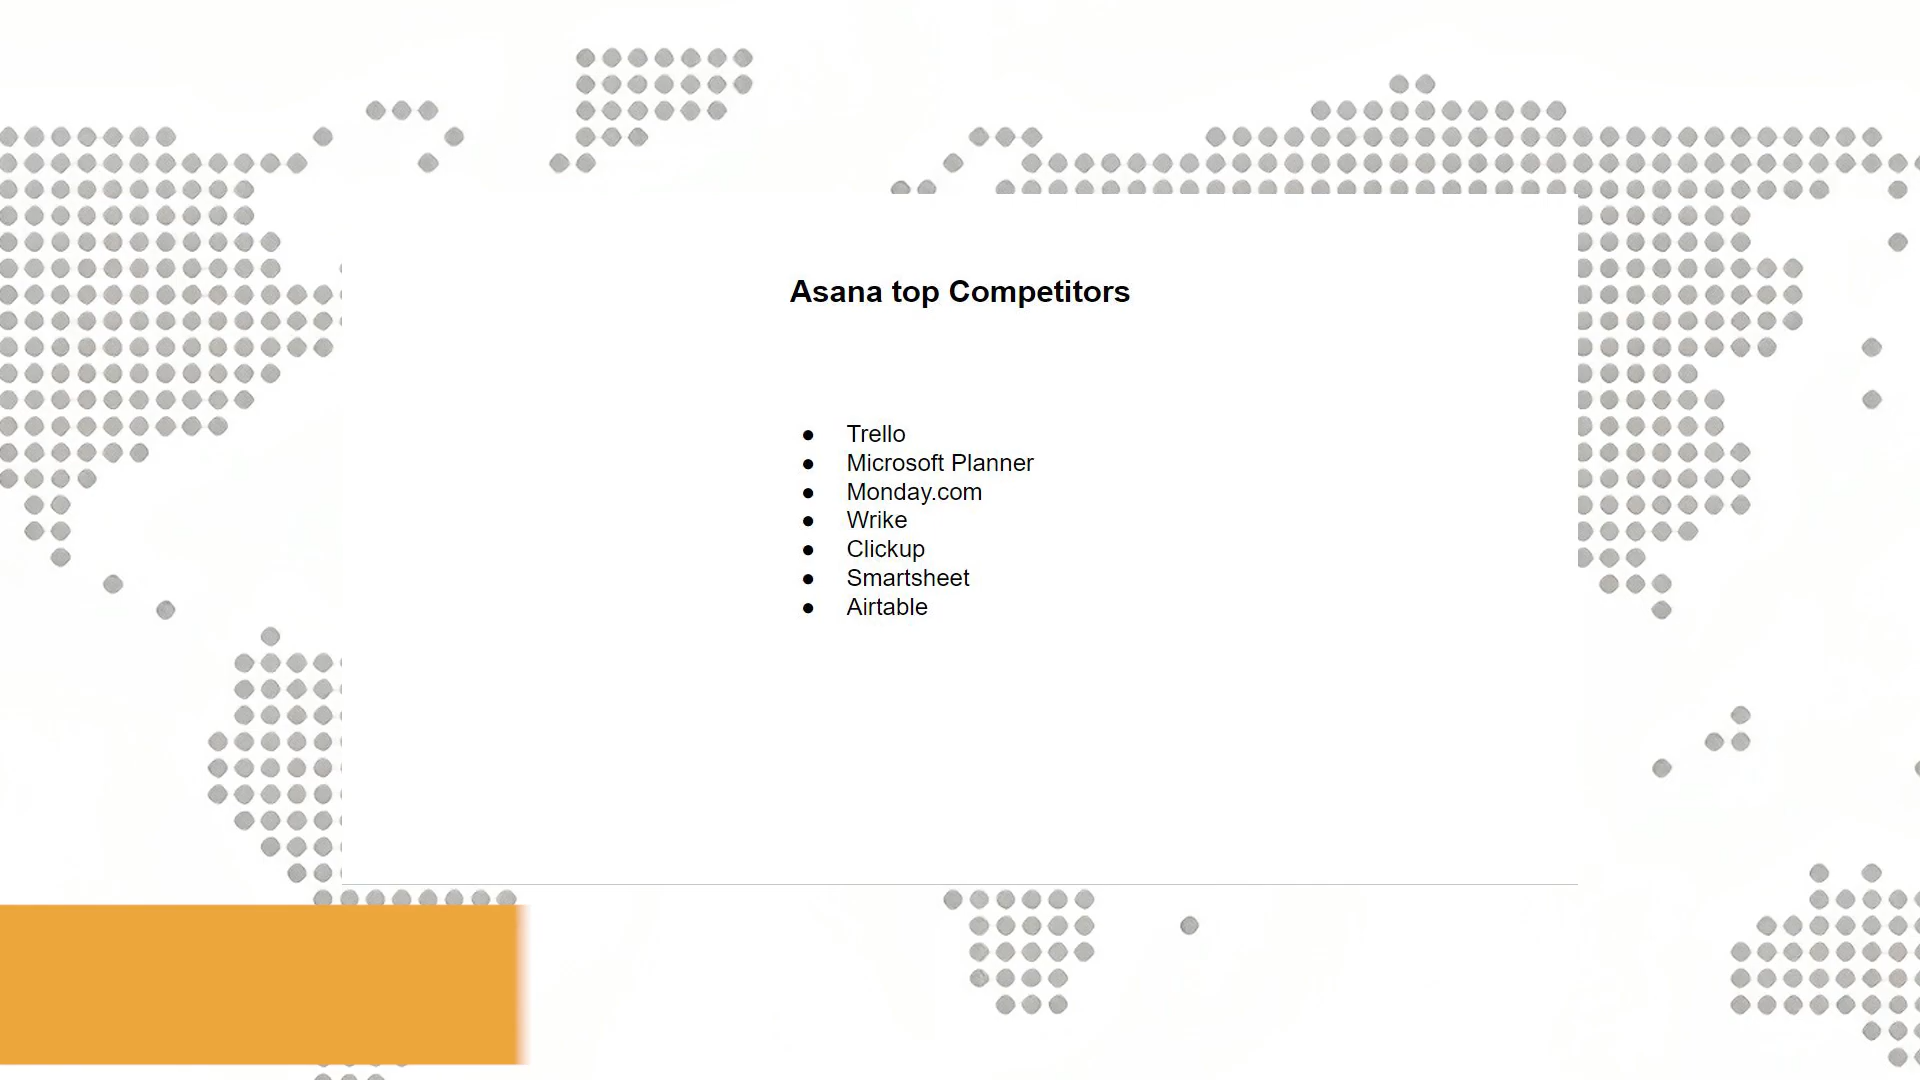 Asana top Competitors
● Trello
● Microsoft Planner
● Monday.com
● Wrike
● Clickup
● Smartsheet
● Airtable